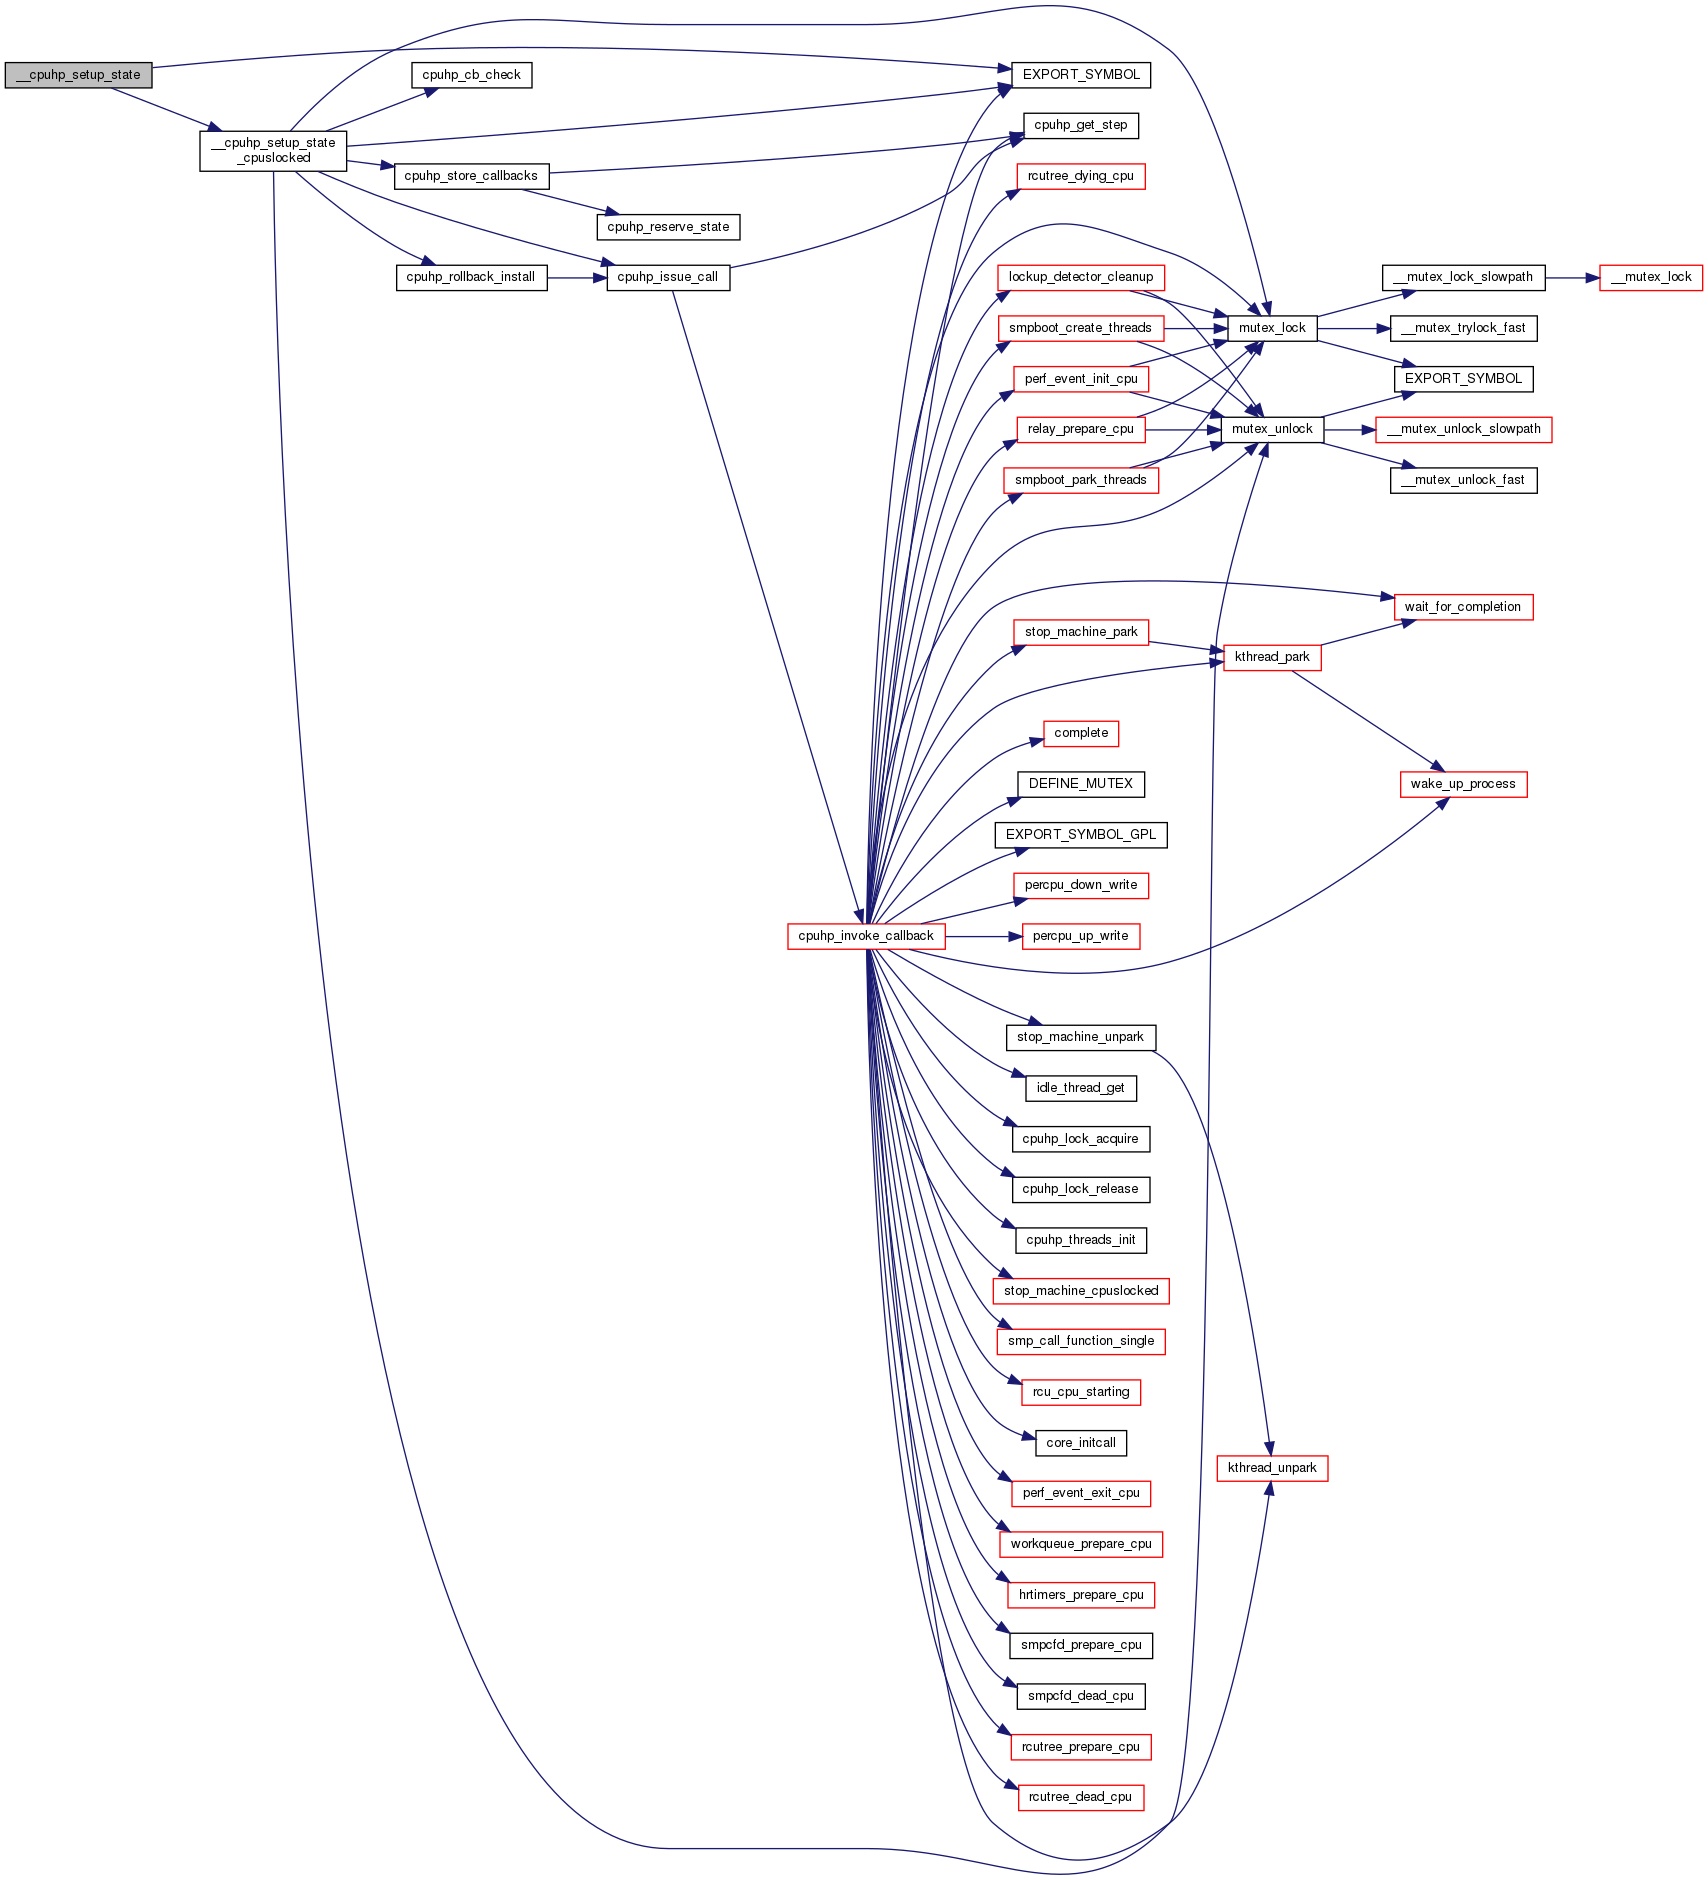 __cpuhp_setup_state
__cpuhp_setup_state
_cpuslocked
cpuhp_cb_check
cpuhp_store_callbacks
cpuhp_reserve_state
cpuhp_rollback_install
cpuhp_issue_call
cpuhp_invoke_callback
EXPORT_SYMBOL
cpuhp_get_step
rcutree_dying_cpu
lockup_detector_cleanup
smpboot_create_threads
perf_event_init_cpu
relay_prepare_cpu
smpboot_park_threads
stop_machine_park
complete
DEFINE_MUTEX
EXPORT_SYMBOL_GPL
percpu_down_write
percpu_up_write
stop_machine_unpark
idle_thread_get
cpuhp_lock_acquire
cpuhp_lock_release
cpuhp_threads_init
stop_machine_cpuslocked
smp_call_function_single
rcu_cpu_starting
core_initcall
perf_event_exit_cpu
workqueue_prepare_cpu
hrtimers_prepare_cpu
smpcfd_prepare_cpu
smpcfd_dead_cpu
rcutree_prepare_cpu
rcutree_dead_cpu
mutex_lock
mutex_unlock
kthread_park
kthread_unpark
__mutex_lock_slowpath
__mutex_trylock_fast
EXPORT_SYMBOL
__mutex_unlock_slowpath
__mutex_unlock_fast
wait_for_completion
wake_up_process
__mutex_lock